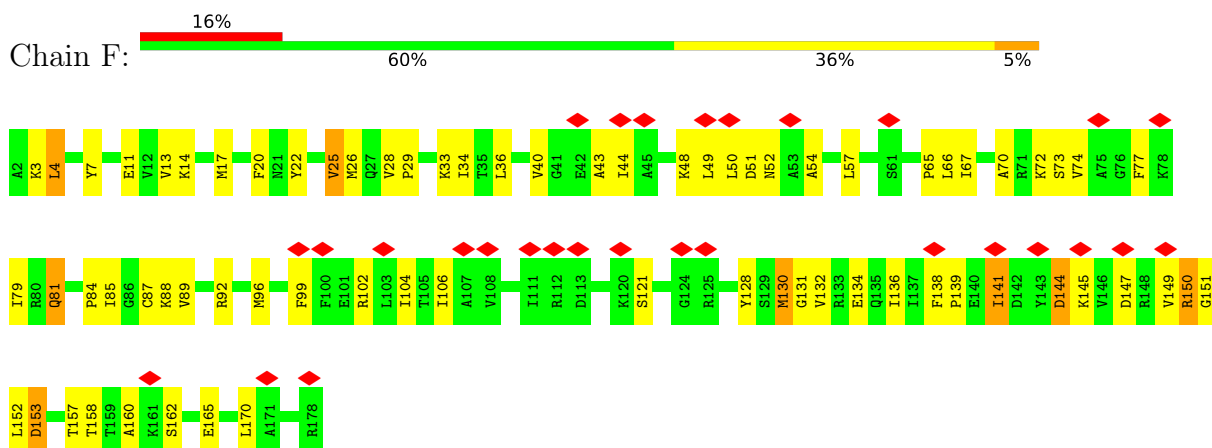 16%
Chain F:
60% 36% 5%
A2 K3 L4 Y7 E11 V12 V13 K14 M17 F20 N21 Y22 V25 M26 Q27 V28 P29 K33 I34 T35 L36 V40 G41 E42 A43 I44 A45 K48 L49 L50 D51 N52 A53 A54 L57 S61 P65 L66 I67 A70 R71 K72 S73 V74 A75 G76 F77 K78
I79 R80 Q81 P84 I85 G86 C87 K88 V89 R92 M96 F99 F100 E101 R102 L103 I104 T105 I106 A107 V108 I111 R112 D113 K120 S121 G124 R125 Y128 S129 M130 G131 V132 R133 E134 Q135 I136 I137 F138 P139 E140 I141 D142 Y143 D144 K145 V146 D147 R148 V149 R150 G151
L152 D153 T157 T158 T159 A160 K161 S162 E165 L170 A171 R178